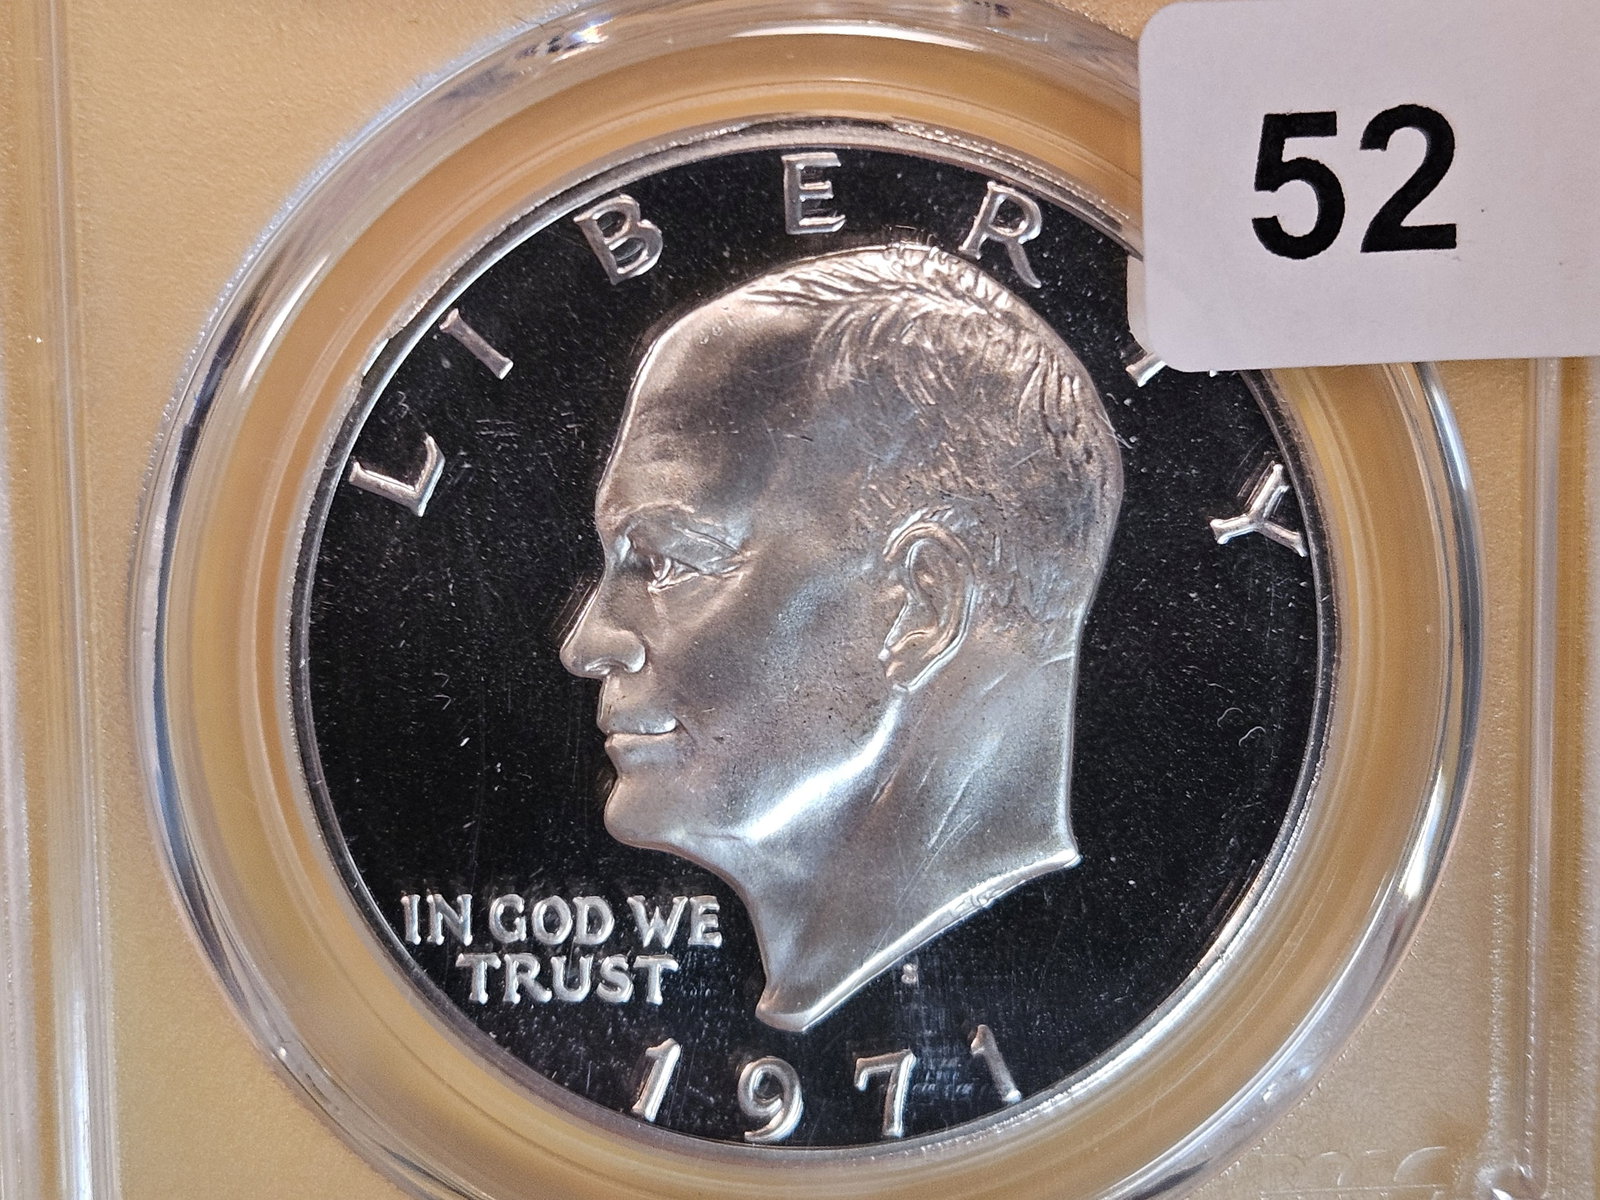 52
LIBERTY
IN GOD WE
TRUST
S
1971